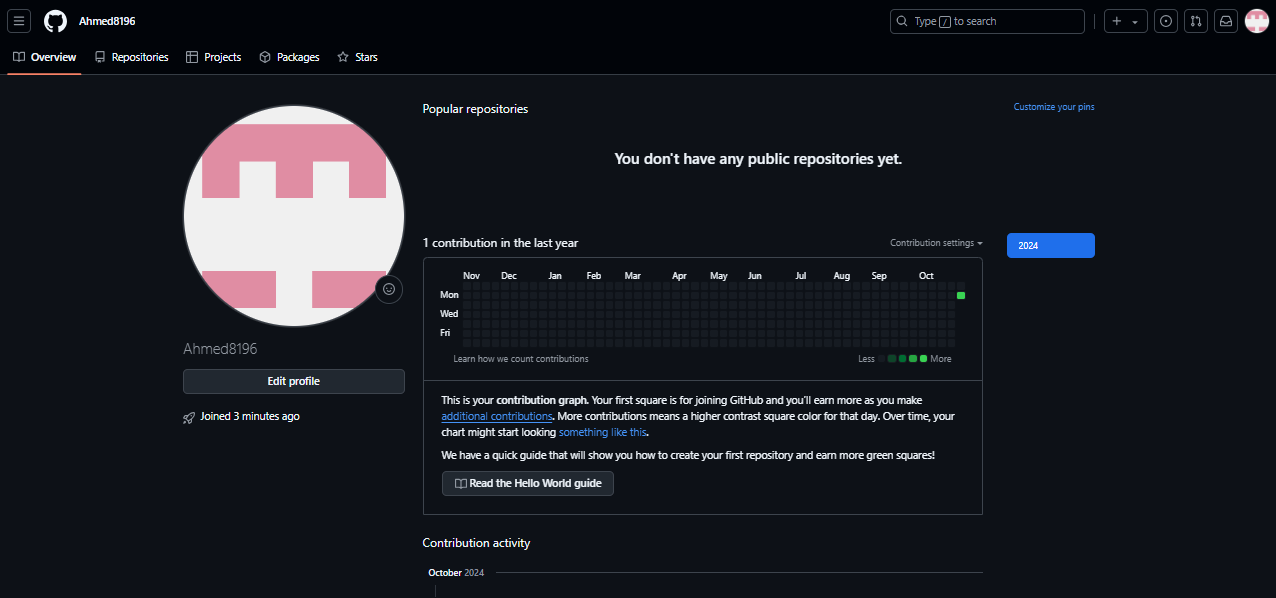 Ahmed8196
Type / to search
Overview
Repositories
Projects
Packages
Stars
Popular repositories
Customize your pins
You don't have any public repositories yet.
1 contribution in the last year
Contribution settings
2024
Nov Dec Jan Feb Mar Apr May Jun Jul Aug Sep Oct
Mon
Wed
Fri
Learn how we count contributions
Less
More
Ahmed8196
Edit profile
Joined 3 minutes ago
This is your contribution graph. Your first square is for joining GitHub and you'll earn more as you make
additional contributions. More contributions means a higher contrast square color for that day. Over time, your
chart might start looking something like this.
We have a quick guide that will show you how to create your first repository and earn more green squares!
Read the Hello World guide
Contribution activity
October 2024